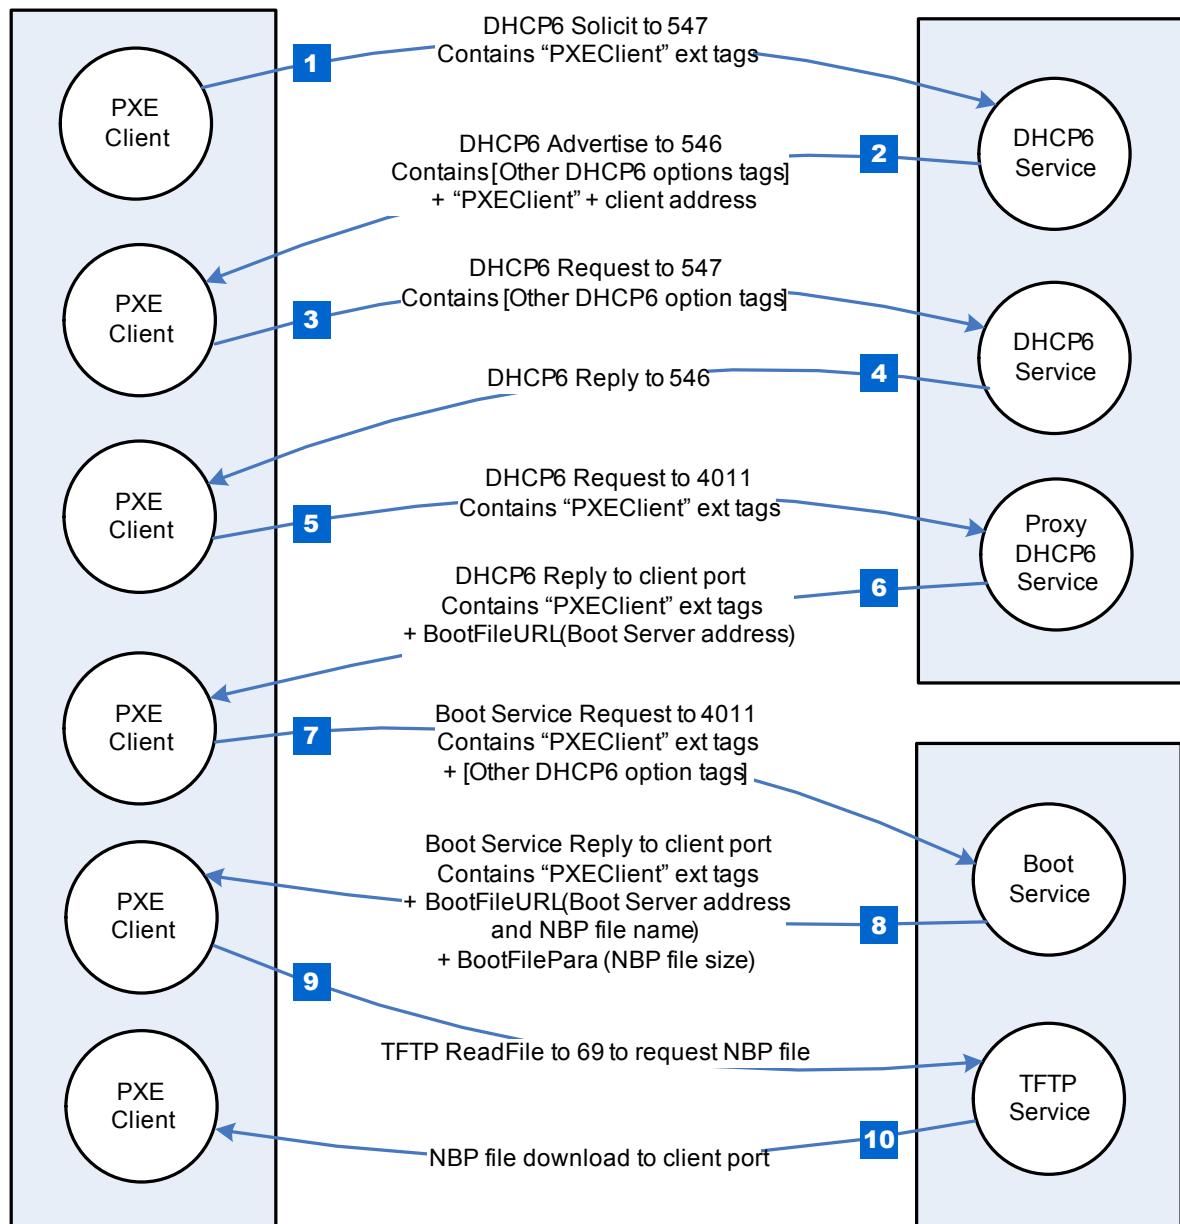 DHCP6 Solicit to 547
Contains “PXEClient” ext tags
1
PXE
Client
DHCP6
Service
DHCP6 Advertise to 546
Contains [Other DHCP6 options tags]
+ “PXEClient” + client address
2
PXE
Client
DHCP6 Request to 547
Contains [Other DHCP6 option tags]
3
DHCP6
Service
DHCP6 Reply to 546
4
PXE
Client
DHCP6 Request to 4011
Contains “PXEClient” ext tags
5
Proxy
DHCP6
Service
DHCP6 Reply to client port
Contains “PXEClient” ext tags
+ BootFileURL(Boot Server address)
6
PXE
Client
Boot Service Request to 4011
Contains “PXEClient” ext tags
+ [Other DHCP6 option tags]
7
Boot
Service
Boot Service Reply to client port
Contains “PXEClient” ext tags
+ BootFileURL(Boot Server address
and NBP file name)
+ BootFilePara (NBP file size)
8
PXE
Client
9
TFTP ReadFile to 69 to request NBP file
TFTP
Service
PXE
Client
10
NBP file download to client port